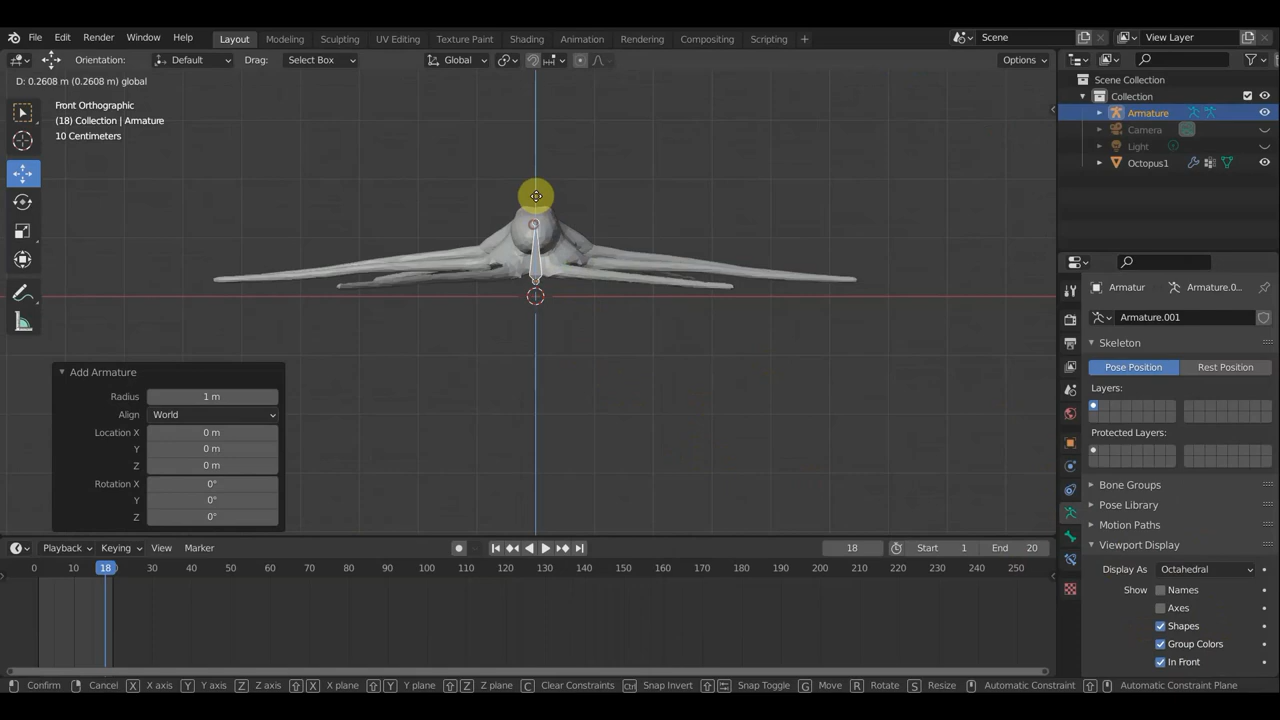 File Edit Render Window Help Layout Modeling Sculpting UV Editing Texture Paint Shading Animation Rendering Compositing Scripting + Scene View Layer
Orientation: Default Drag: Select Box Global Options
D: 0.2608 m (0.2608 m) global
Front Orthographic
(18) Collection | Armature
10 Centimeters
Add Armature
Radius 1 m
Align World
Location X 0 m
Y 0 m
Z 0 m
Rotation X 0°
Y 0°
Z 0°
Scene Collection
Collection
Armature
Camera
Light
Octopus1
Armatur Armature.0...
Armature.001
Skeleton
Pose Position Rest Position
Layers:
Protected Layers:
Bone Groups
Pose Library
Motion Paths
Viewport Display
Display As Octahedral
Show Names
Axes
Shapes
Group Colors
In Front
Playback Keying View Marker 18 Start 1 End 20
0 10 18 30 40 50 60 70 80 90 100 110 120 130 140 150 160 170 180 190 200 210 220 230 240 250
Confirm Cancel X X axis Y Y axis Z Z axis X X plane Y Y plane Z Z plane C Clear Constraints Ctrl Snap Invert Snap Toggle G Move R Rotate S Resize Automatic Constraint Automatic Constraint Plane